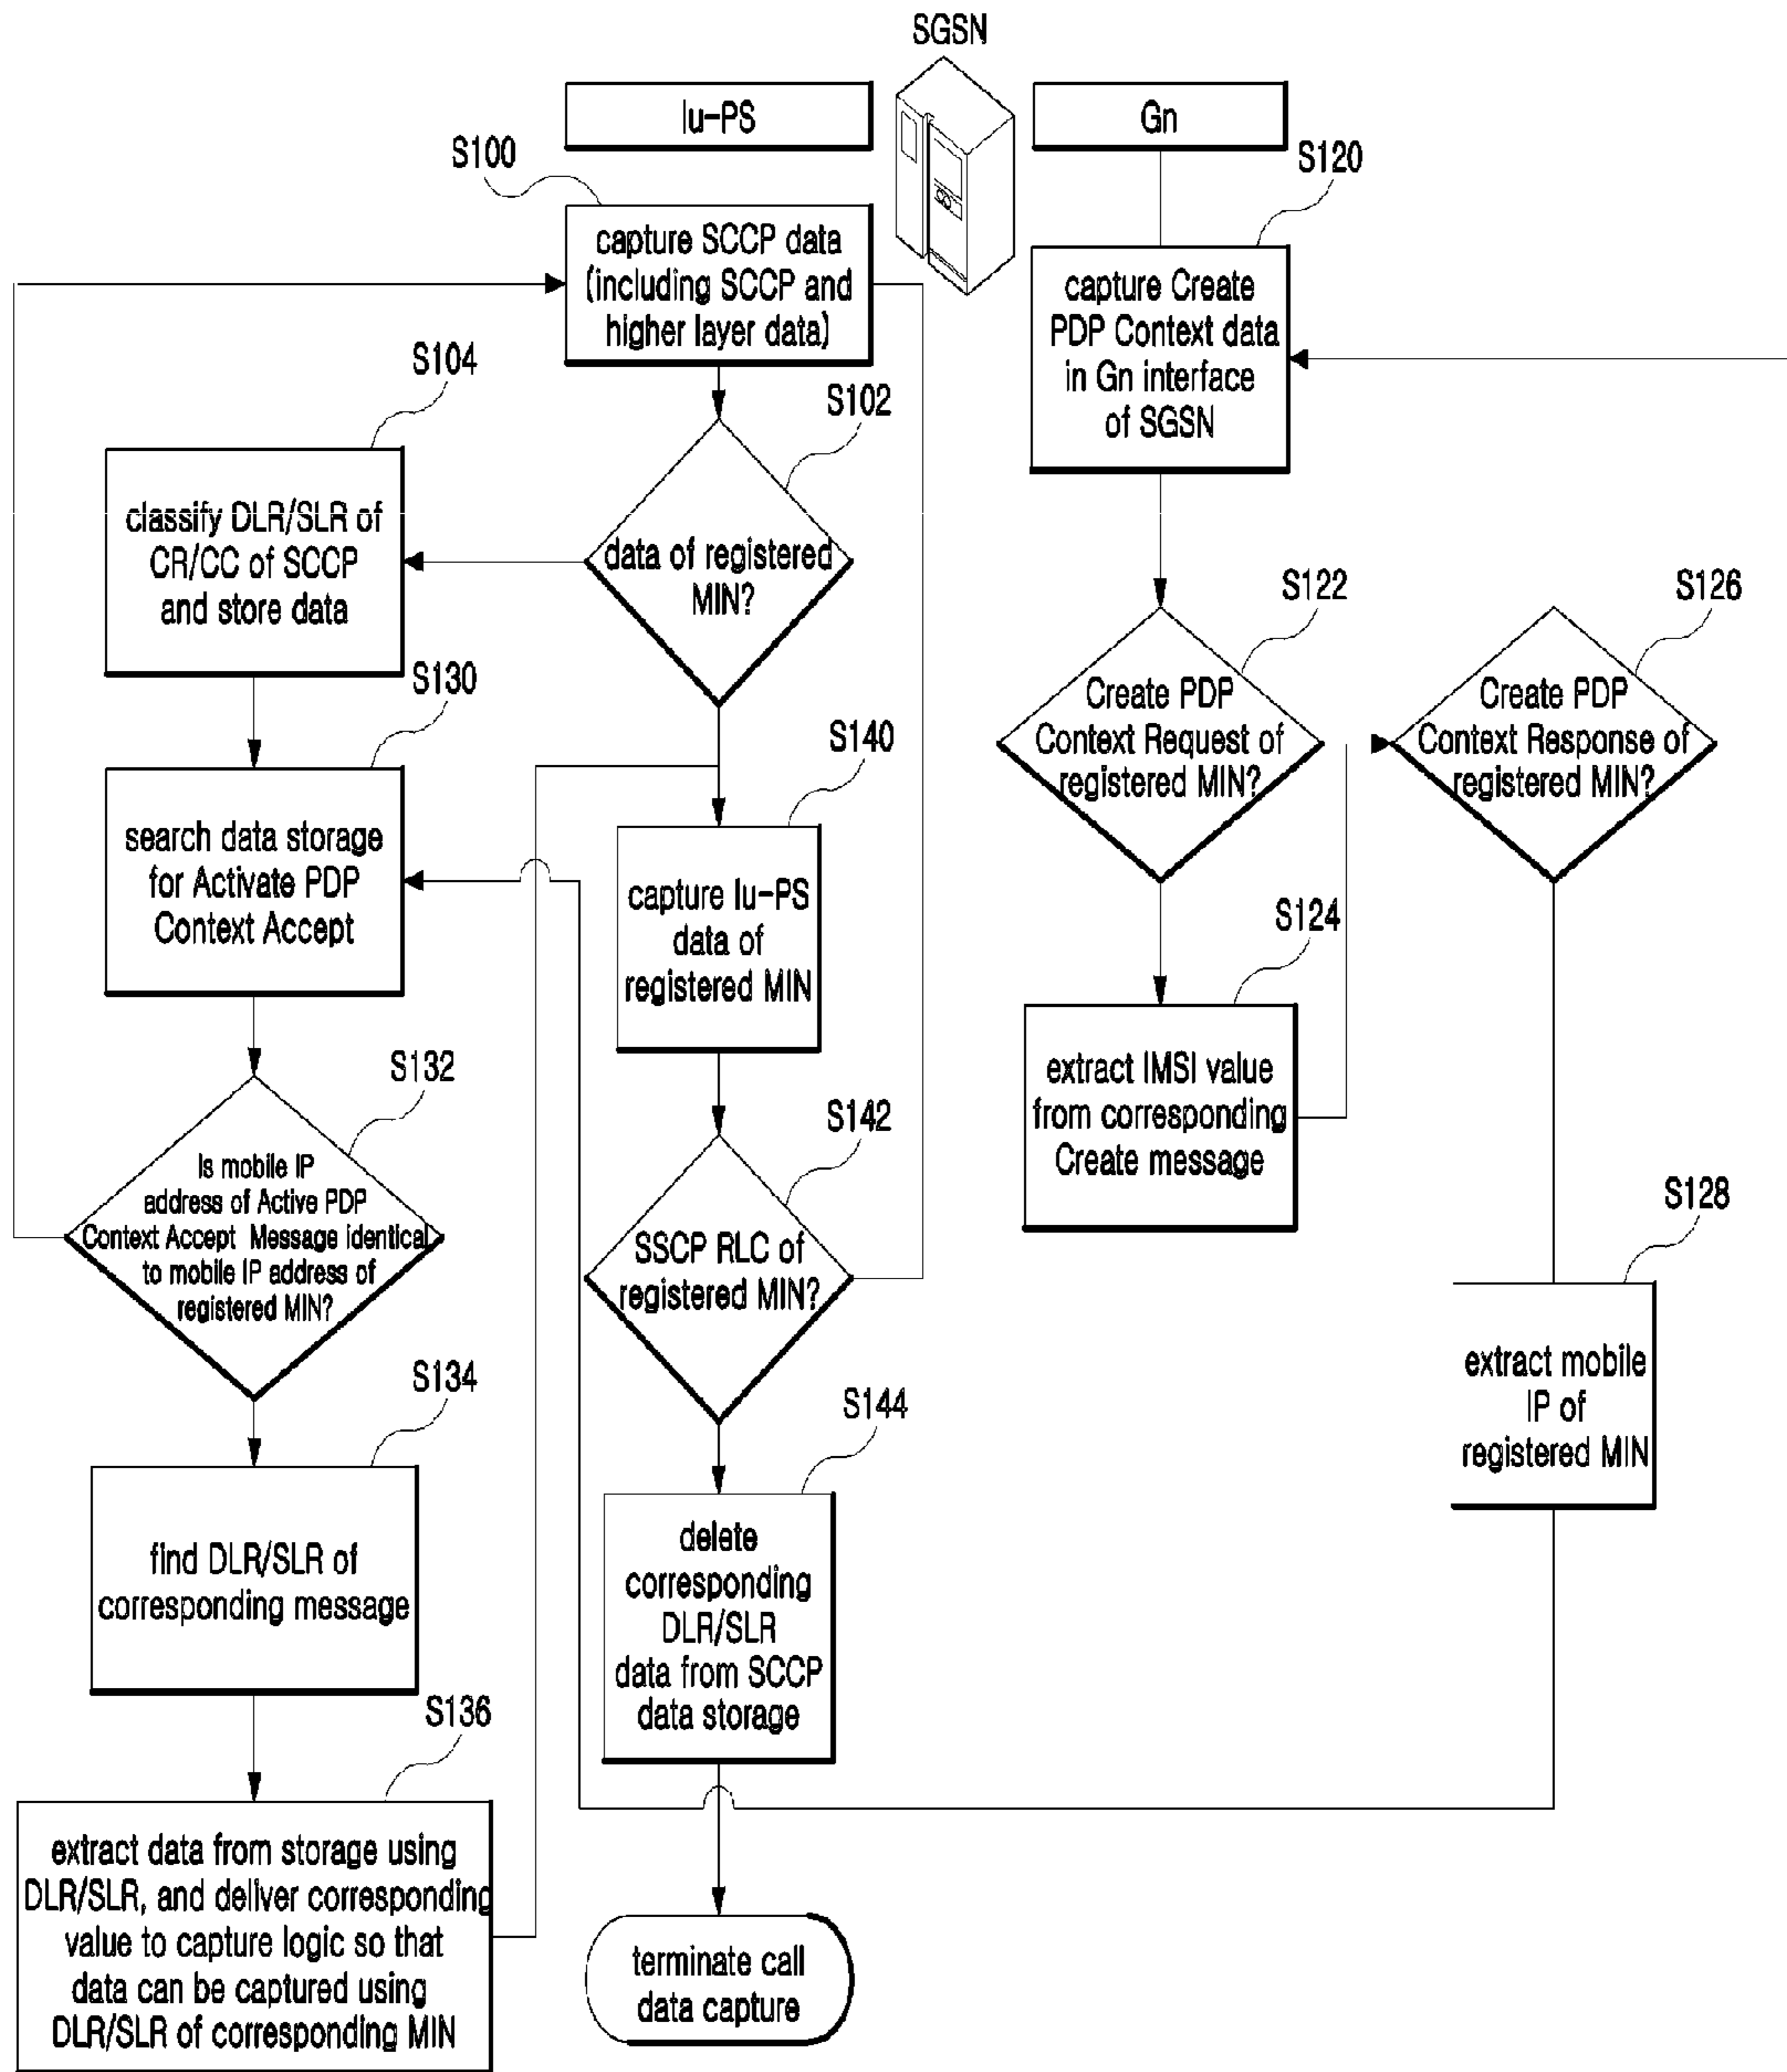 SGSN
Iu-PS
Gn
S100
capture SCCP data
(including SCCP and
higher layer data)
S120
capture Create
PDP Context data
in Gn interface
of SGSN
S104
classify DLR/SLR of
CR/CC of SCCP
and store data
S102
data of registered
MIN?
S122
Create PDP
Context Request of
registered MIN?
S126
Create PDP
Context Response of
registered MIN?
S130
search data storage
for Activate PDP
Context Accept
S140
capture Iu-PS
data of
registered MIN
S124
extract IMSI value
from corresponding
Create message
S132
Is mobile IP
address of Active PDP
Context Accept Message identical
to mobile IP address of
registered MIN?
S142
SSCP RLC of
registered MIN?
S128
extract mobile
IP of
registered MIN
S134
find DLR/SLR of
corresponding message
S144
delete
corresponding
DLR/SLR
data from SCCP
data storage
S136
extract data from storage using
DLR/SLR, and deliver corresponding
value to capture logic so that
data can be captured using
DLR/SLR of corresponding MIN
terminate call
data capture